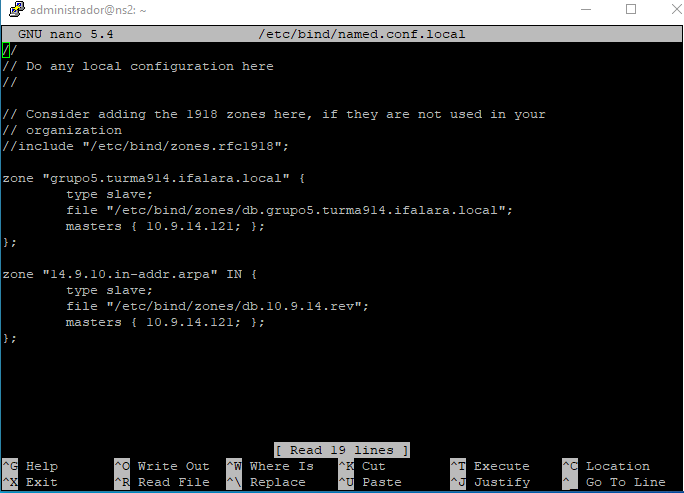 administrador@ns2: ~
GNU nano 5.4 /etc/bind/named.conf.local
//
// Do any local configuration here
//
// Consider adding the 1918 zones here, if they are not used in your
// organization
//include "/etc/bind/zones.rfc1918";
zone "grupo5.turma914.ifalara.local" {
type slave;
file "/etc/bind/zones/db.grupo5.turma914.ifalara.local";
masters { 10.9.14.121; };
};
zone "14.9.10.in-addr.arpa" IN {
type slave;
file "/etc/bind/zones/db.10.9.14.rev";
masters { 10.9.14.121; };
};
[ Read 19 lines ]
^G Help ^O Write Out ^W Where Is ^K Cut ^T Execute ^C Location
^X Exit ^R Read File ^\ Replace ^U Paste ^J Justify ^_ Go To Line